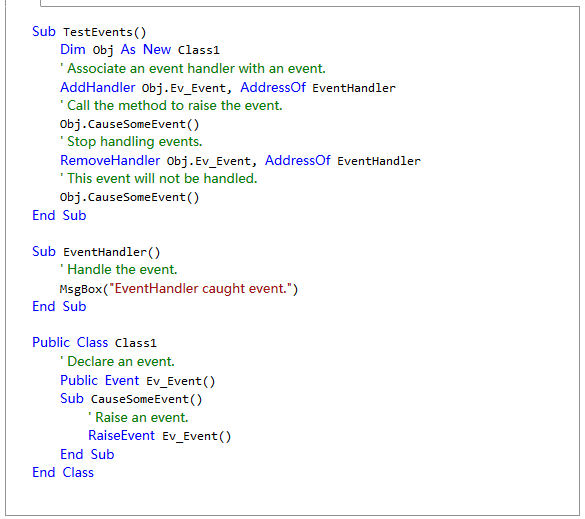 Sub TestEvents()
Dim Obj As New Class1
' Associate an event handler with an event.
AddHandler Obj.Ev_Event, AddressOf EventHandler
' Call the method to raise the event.
Obj.CauseSomeEvent()
' Stop handling events.
RemoveHandler Obj.Ev_Event, AddressOf EventHandler
' This event will not be handled.
Obj.CauseSomeEvent()
End Sub
Sub EventHandler()
' Handle the event.
MsgBox("EventHandler caught event.")
End Sub
Public Class Class1
' Declare an event.
Public Event Ev_Event()
Sub CauseSomeEvent()
' Raise an event.
RaiseEvent Ev_Event()
End Sub
End Class